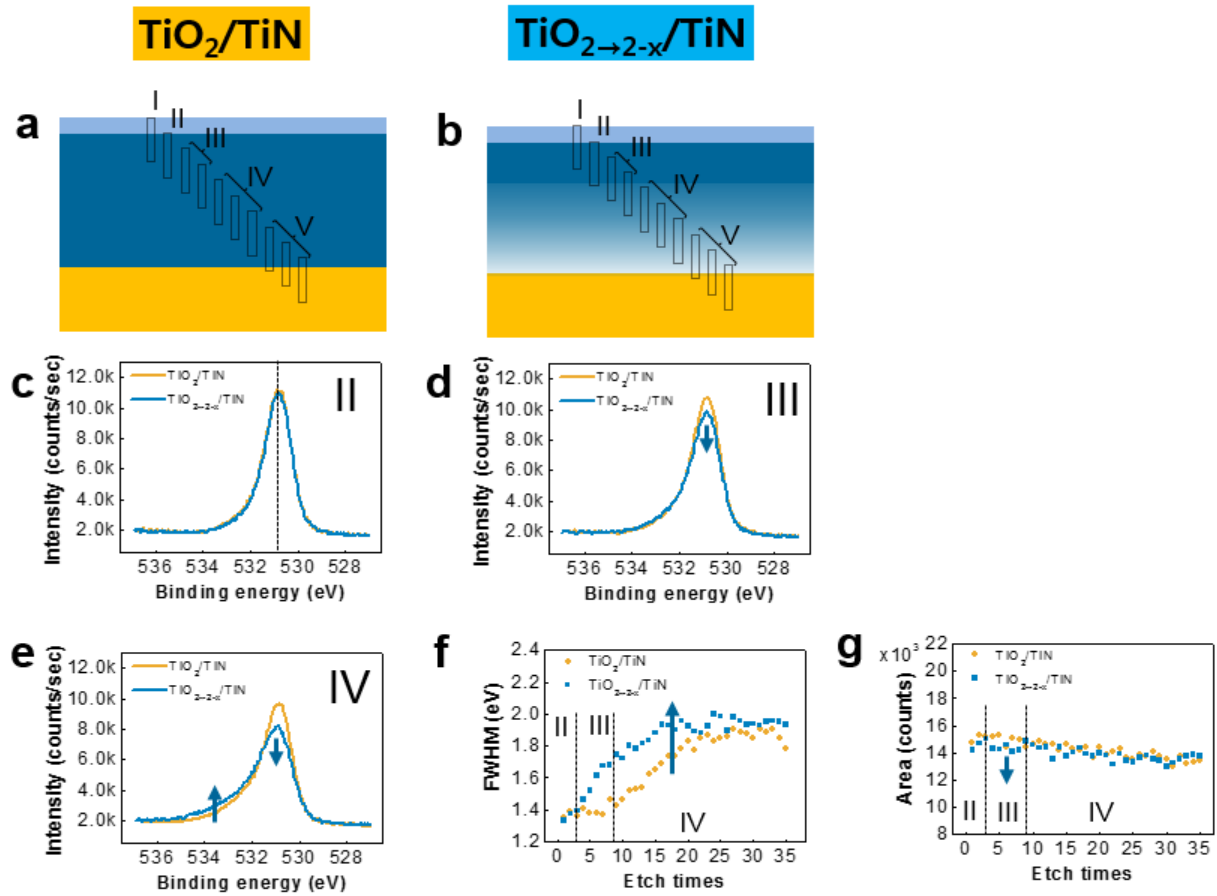 TiO₂/TiN
TiO₂→₂₋ₓ/TiN
a
I
II
III
IV
V
b
I
II
III
IV
V
c
Intensity (counts/sec)
12.0k
10.0k
8.0k
6.0k
4.0k
2.0k
TiO₂/TiN
TiO₂→₂₋ₓ/TiN
II
536 534 532 530 528
Binding energy (eV)
d
Intensity (counts/sec)
12.0k
10.0k
8.0k
6.0k
4.0k
2.0k
TiO₂/TiN
TiO₂→₂₋ₓ/TiN
III
536 534 532 530 528
Binding energy (eV)
e
Intensity (counts/sec)
12.0k
10.0k
8.0k
6.0k
4.0k
2.0k
TiO₂/TiN
TiO₂→₂₋ₓ/TiN
IV
536 534 532 530 528
Binding energy (eV)
f
FWHM (eV)
2.4
2.2
2.0
1.8
1.6
1.4
1.2
TiO₂/TiN
TiO₂→₂₋ₓ/TiN
II III
IV
0 5 10 15 20 25 30 35
Etch times
g
x 10³
Area (counts)
22
20
18
16
14
12
10
8
TiO₂/TiN
TiO₂→₂₋ₓ/TiN
II III IV
0 5 10 15 20 25 30 35
Etch times